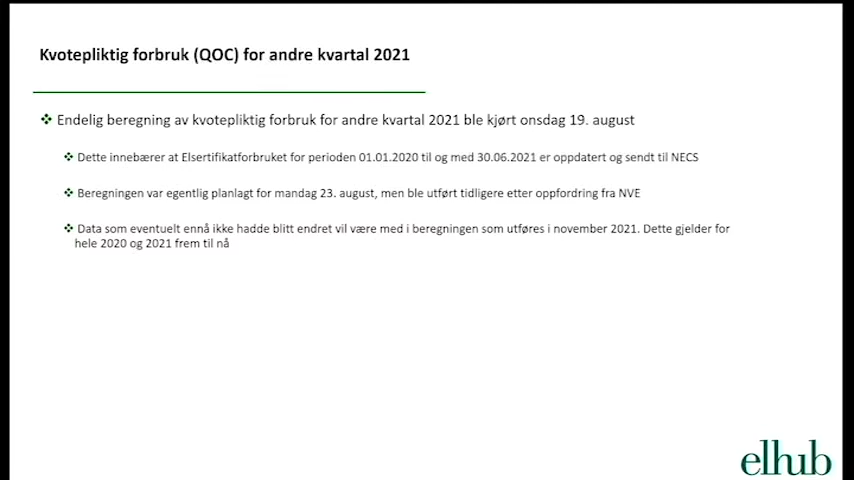 Kvotepliktig forbruk (QOC) for andre kvartal 2021
Endelig beregning av kvotepliktig forbruk for andre kvartal 2021 ble kjørt onsdag 19. august
Dette innebærer at Elsertifikatforbruket for perioden 01.01.2020 til og med 30.06.2021 er oppdatert og sendt til NECS
Beregningen var egentlig planlagt for mandag 23. august, men ble utført tidligere etter oppfordring fra NVE
Data som eventuelt ennå ikke hadde blitt endret vil være med i beregningen som utføres i november 2021. Dette gjelder for
hele 2020 og 2021 frem til nå
elhub